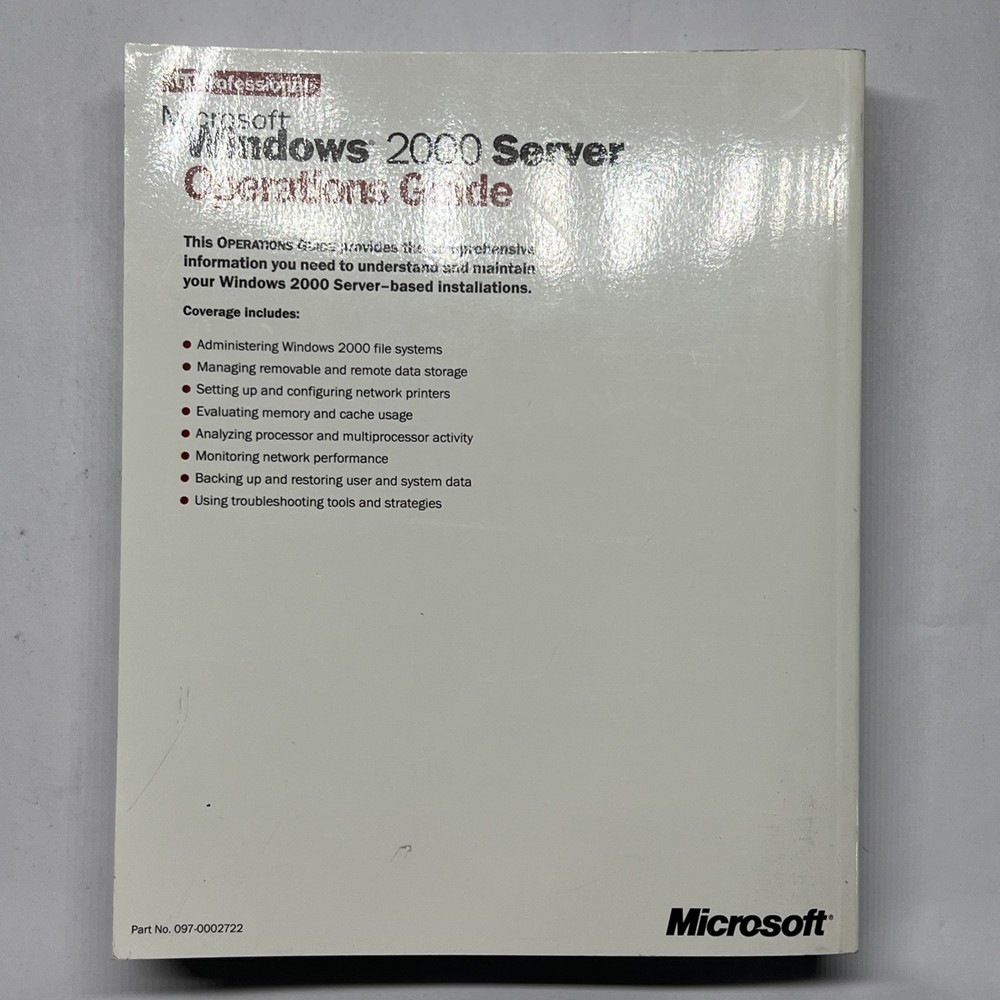 IT Professional
Microsoft
Windows 2000 Server
Operations Guide
This OPERATIONS GUIDE provides the comprehensive
information you need to understand and maintain
your Windows 2000 Server–based installations.
Coverage includes:
• Administering Windows 2000 file systems
• Managing removable and remote data storage
• Setting up and configuring network printers
• Evaluating memory and cache usage
• Analyzing processor and multiprocessor activity
• Monitoring network performance
• Backing up and restoring user and system data
• Using troubleshooting tools and strategies
Part No. 097-0002722
Microsoft®